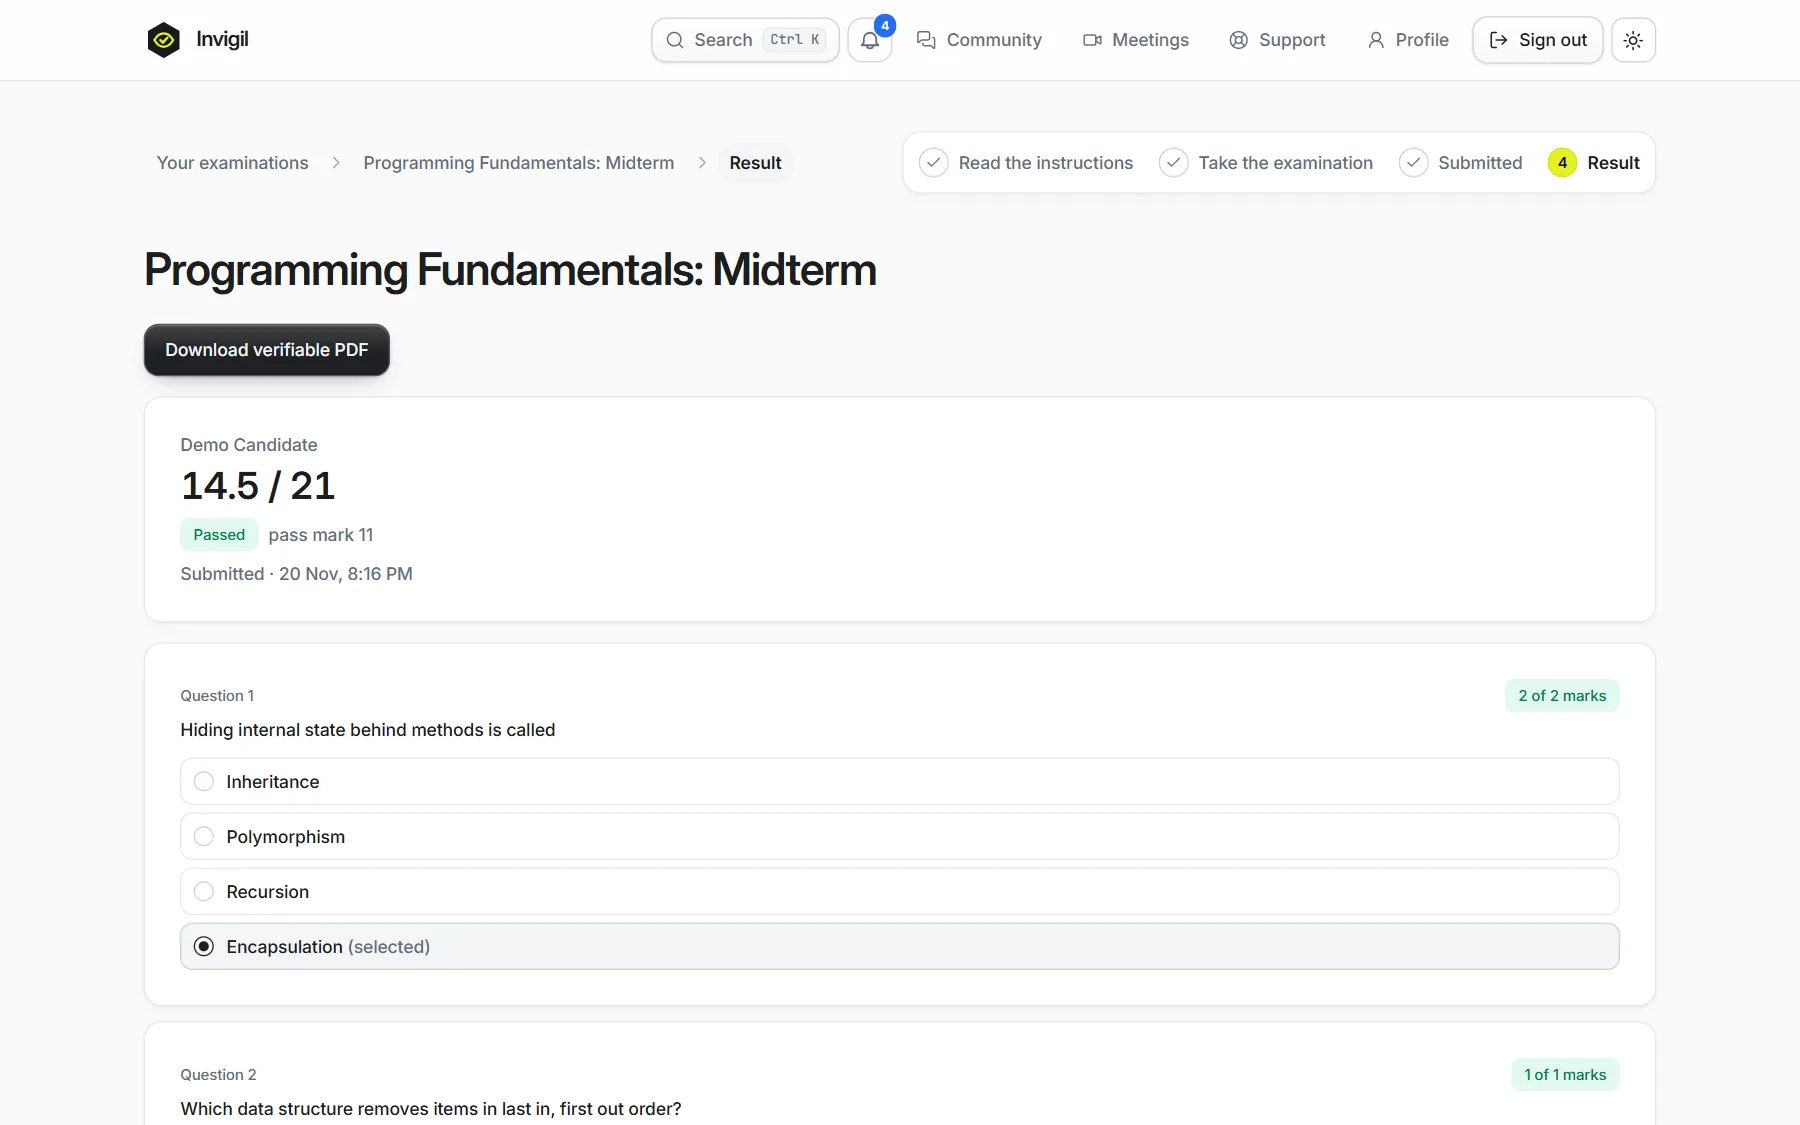 Invigil
Search Ctrl K
4
Community
Meetings
Support
Profile
Sign out
Your examinations
Programming Fundamentals: Midterm
Result
Read the instructions
Take the examination
Submitted
4 Result
Programming Fundamentals: Midterm
Download verifiable PDF
Demo Candidate
14.5 / 21
Passed pass mark 11
Submitted · 20 Nov, 8:16 PM
Question 1
2 of 2 marks
Hiding internal state behind methods is called
Inheritance
Polymorphism
Recursion
Encapsulation (selected)
Question 2
1 of 1 marks
Which data structure removes items in last in, first out order?